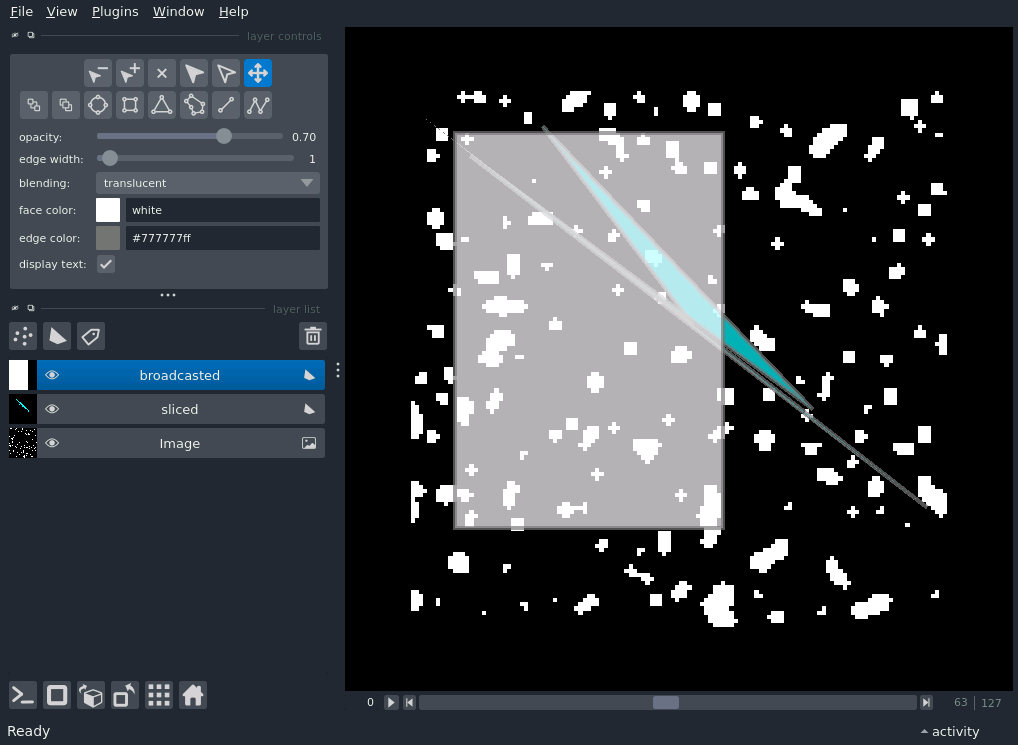 File View Plugins Window Help
layer controls
opacity: 0.70
edge width: 1
blending: translucent
face color: white
edge color: #777777ff
display text:
layer list
broadcasted
sliced
Image
0 63 127
Ready activity